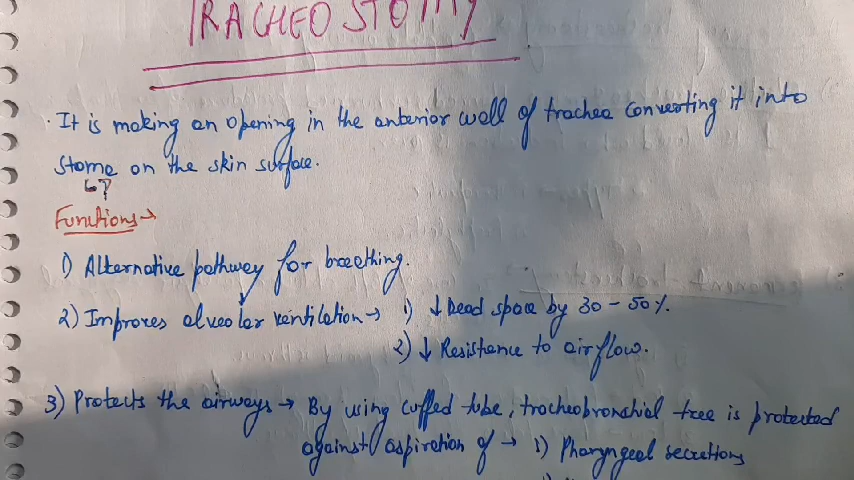 TRACHEOSTOMY
· It is making an opening in the anterior wall of trachea converting it into
stoma on the skin surface.
Functions→
1) Alternative pathway for breathing.
2) Improves alveolar ventilation → 1) ↓ Dead space by 30 - 50%.
2) ↓ Resistance to airflow.
3) Protects the airways → By using cuffed tube, tracheobronchial tree is protected
against aspiration of → 1) Pharyngeal secretions